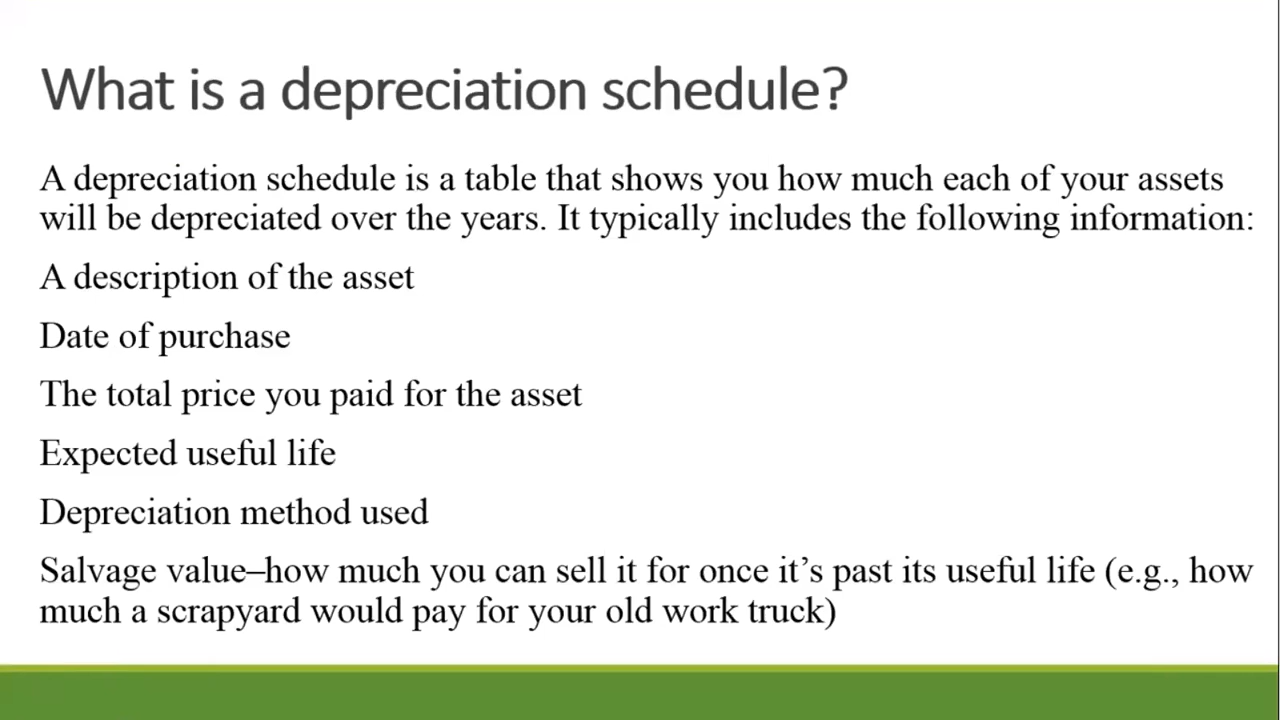 What is a depreciation schedule?
A depreciation schedule is a table that shows you how much each of your assets
will be depreciated over the years. It typically includes the following information:
A description of the asset
Date of purchase
The total price you paid for the asset
Expected useful life
Depreciation method used
Salvage value–how much you can sell it for once it’s past its useful life (e.g., how
much a scrapyard would pay for your old work truck)